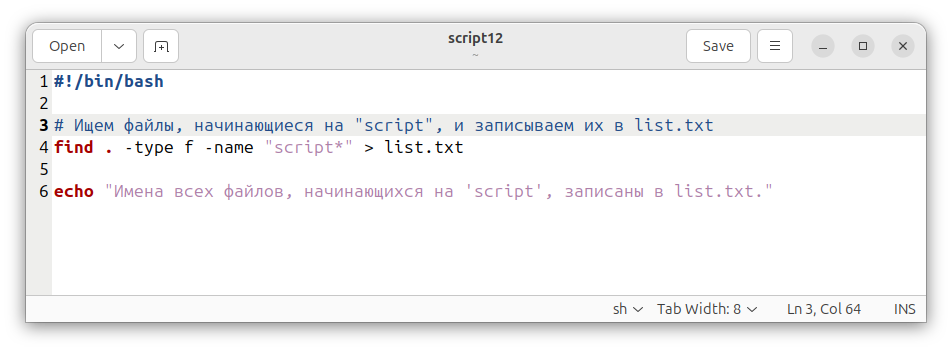 Open
script12
~
Save
1 #!/bin/bash
2
3 # Ищем файлы, начинающиеся на "script", и записываем их в list.txt
4 find . -type f -name "script*" > list.txt
5
6 echo "Имена всех файлов, начинающихся на 'script', записаны в list.txt."
sh Tab Width: 8 Ln 3, Col 64 INS